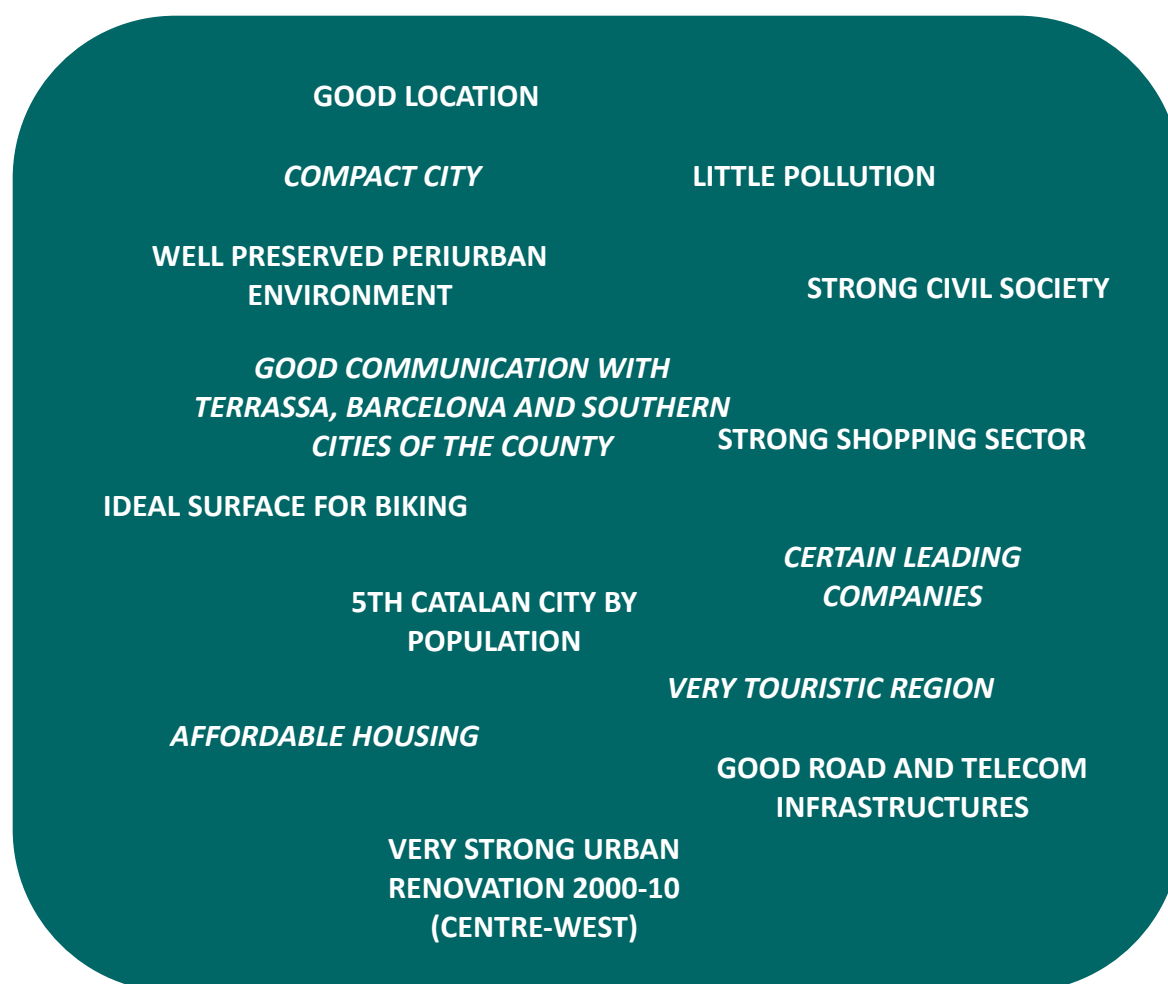 GOOD LOCATION
COMPACT CITY
LITTLE POLLUTION
WELL PRESERVED PERIURBAN
ENVIRONMENT
STRONG CIVIL SOCIETY
GOOD COMMUNICATION WITH
TERRASSA, BARCELONA AND SOUTHERN
CITIES OF THE COUNTY
STRONG SHOPPING SECTOR
IDEAL SURFACE FOR BIKING
CERTAIN LEADING
COMPANIES
5TH CATALAN CITY BY
POPULATION
VERY TOURISTIC REGION
AFFORDABLE HOUSING
GOOD ROAD AND TELECOM
INFRASTRUCTURES
VERY STRONG URBAN
RENOVATION 2000-10
(CENTRE-WEST)